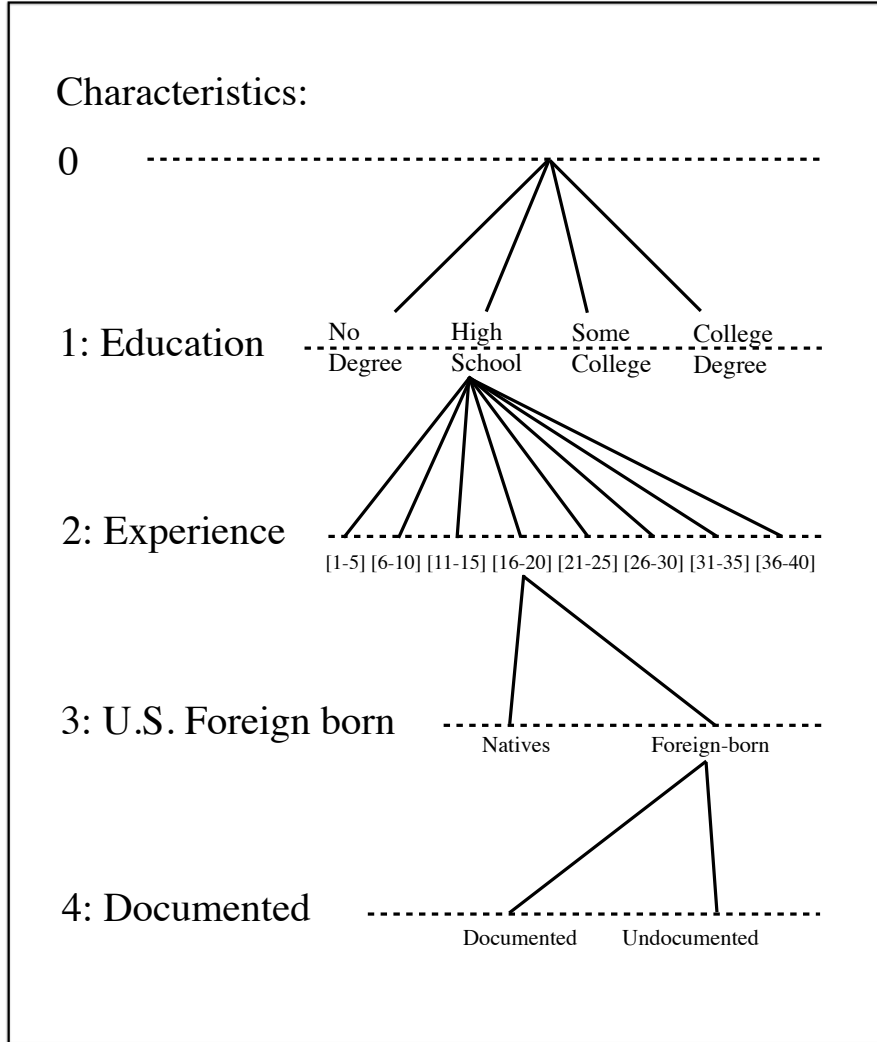 Characteristics:
0
1: Education
No High Some College
Degree School College Degree
2: Experience
[1-5] [6-10] [11-15] [16-20] [21-25] [26-30] [31-35] [36-40]
3: U.S. Foreign born
Natives Foreign-born
4: Documented
Documented Undocumented